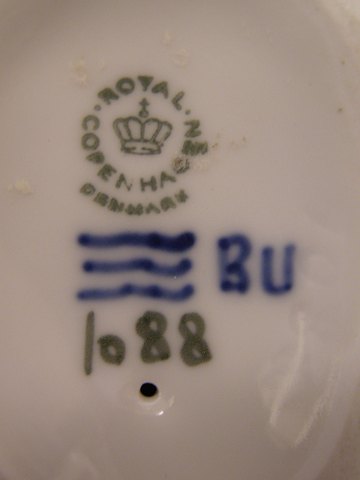 ROYAL COPENHAGEN
DENMARK
BU
1088